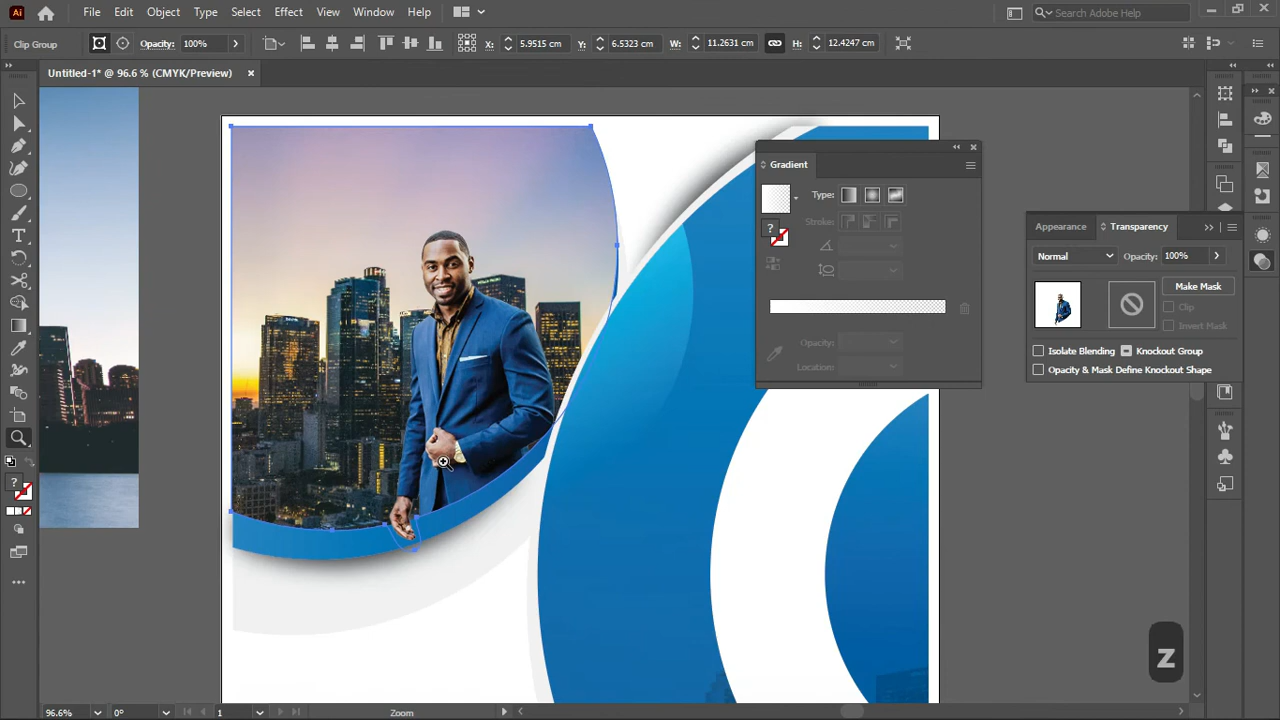 Ai
File Edit Object Type Select Effect View Window Help
Search Adobe Help
Clip Group
Opacity: 100%
X: 5.9515 cm
Y: 6.5323 cm
W: 11.2631 cm
H: 12.4247 cm
Untitled-1* @ 96.6 % (CMYK/Preview)
Gradient
Type:
Stroke:
Opacity:
Location:
Appearance
Transparency
Normal
Opacity: 100%
Make Mask
Clip
Invert Mask
Isolate Blending
Knockout Group
Opacity & Mask Define Knockout Shape
?
?
T
z
96.6%
0°
1
Zoom